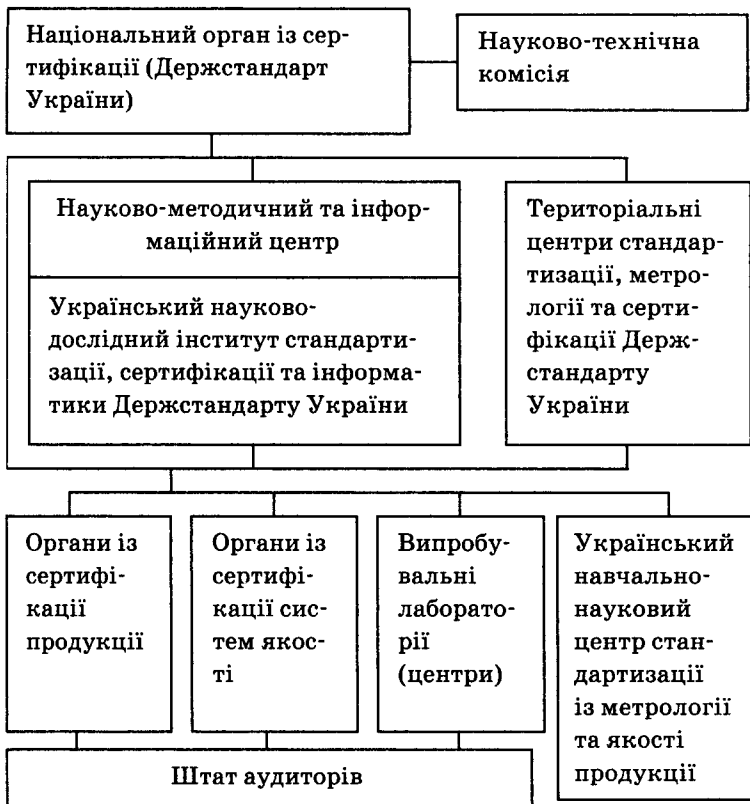 Національний орган із сер-
тифікації (Держстандарт
України)
Науково-технічна
комісія
Науково-методичний та інфор-
маційний центр
Український науково-
дослідний інститут стандарти-
зації, сертифікації та інформа-
тики Держстандарту України
Територіальні
центри стандар-
тизації, метро-
логії та серти-
фікації Держ-
стандарту
України
Органи із
сертифі-
кації
продукції
Органи із
сертифі-
кації сис-
тем якос-
ті
Випробу-
вальні
лаборато-
рії
(центри)
Український
навчально-
науковий
центр стан-
дартизації
із метрології
та якості
продукції
Штат аудиторів